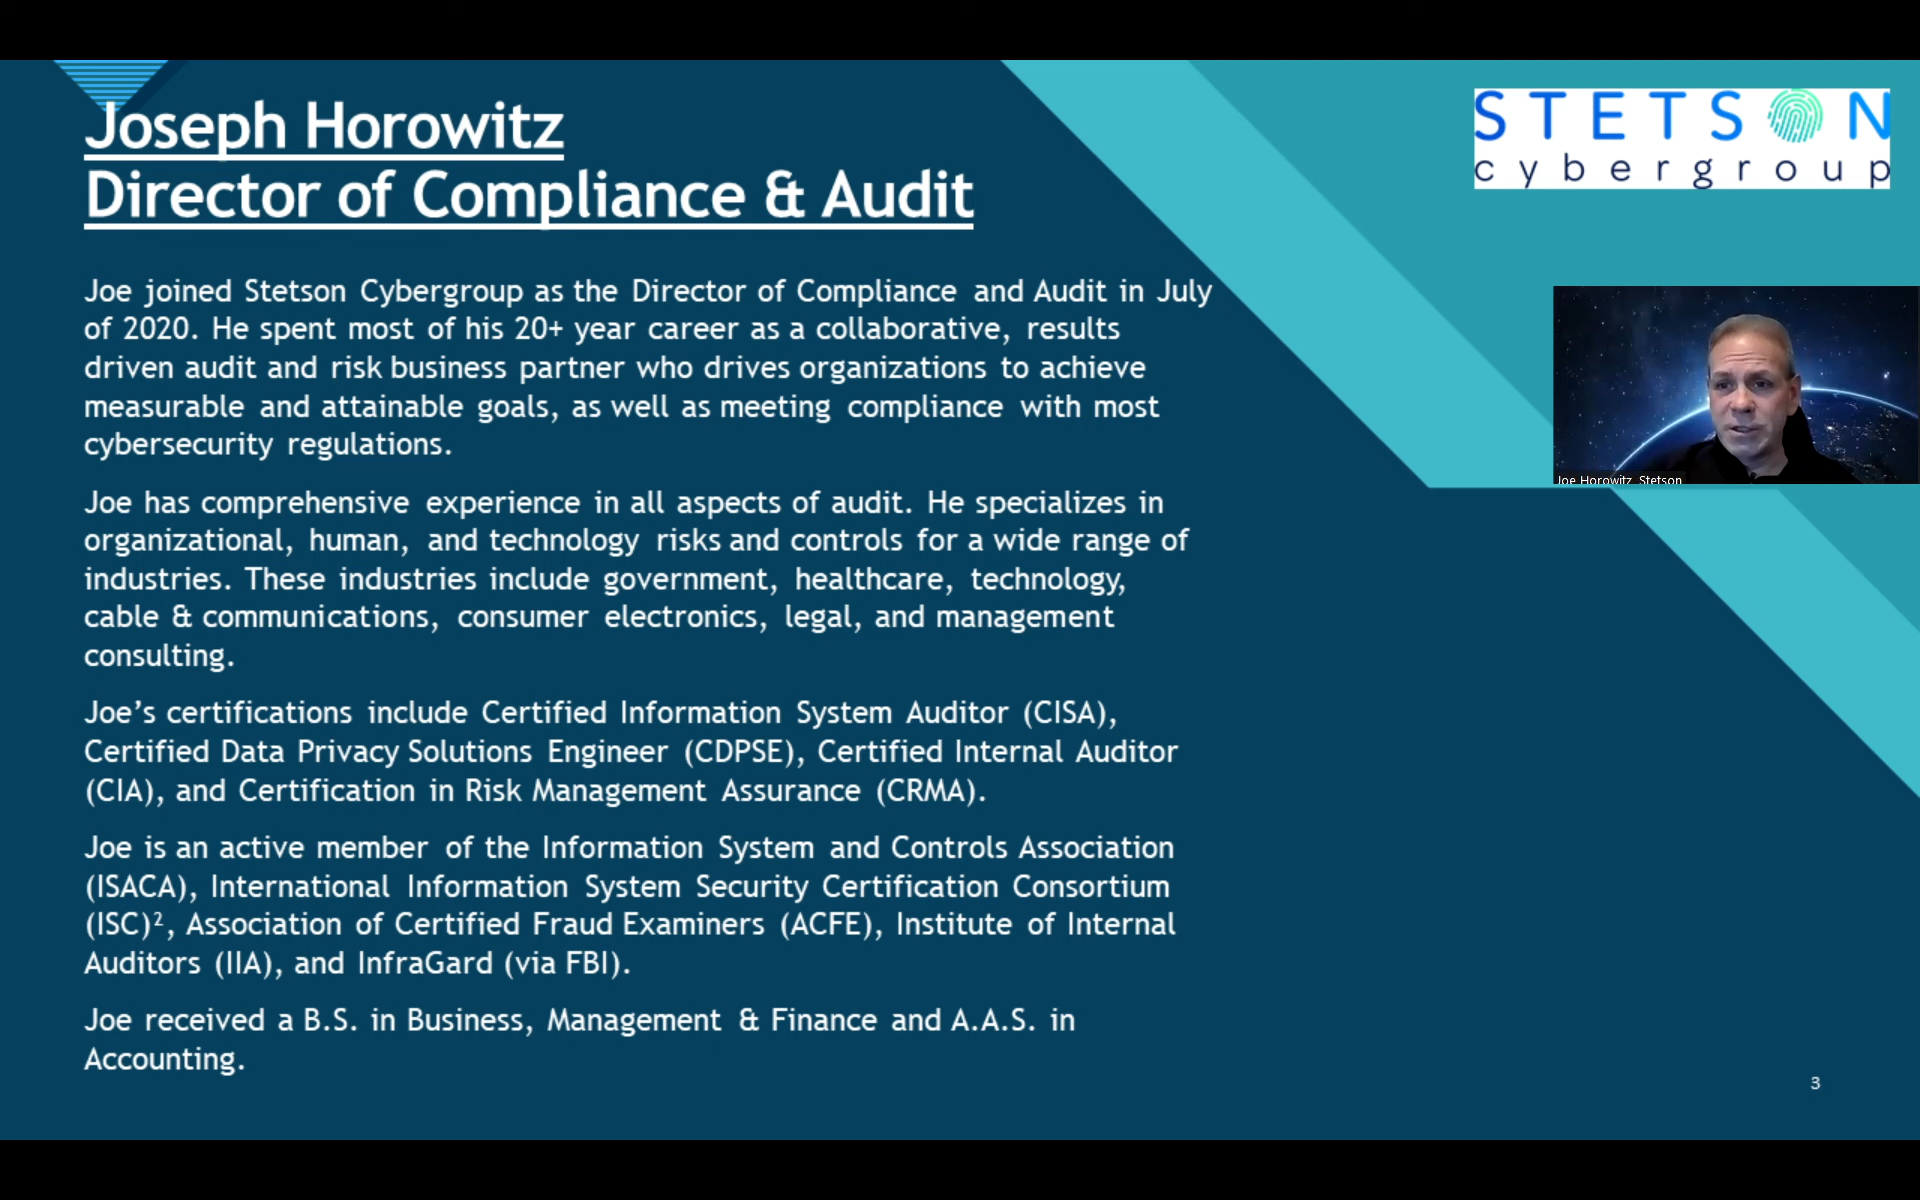 Joseph Horowitz
Director of Compliance & Audit
STETSON
cybergroup
Joe joined Stetson Cybergroup as the Director of Compliance and Audit in July
of 2020. He spent most of his 20+ year career as a collaborative, results
driven audit and risk business partner who drives organizations to achieve
measurable and attainable goals, as well as meeting compliance with most
cybersecurity regulations.
Joe has comprehensive experience in all aspects of audit. He specializes in
organizational, human, and technology risks and controls for a wide range of
industries. These industries include government, healthcare, technology,
cable & communications, consumer electronics, legal, and management
consulting.
Joe’s certifications include Certified Information System Auditor (CISA),
Certified Data Privacy Solutions Engineer (CDPSE), Certified Internal Auditor
(CIA), and Certification in Risk Management Assurance (CRMA).
Joe is an active member of the Information System and Controls Association
(ISACA), International Information System Security Certification Consortium
(ISC)², Association of Certified Fraud Examiners (ACFE), Institute of Internal
Auditors (IIA), and InfraGard (via FBI).
Joe received a B.S. in Business, Management & Finance and A.A.S. in
Accounting.
Joe Horowitz_Stetson
3